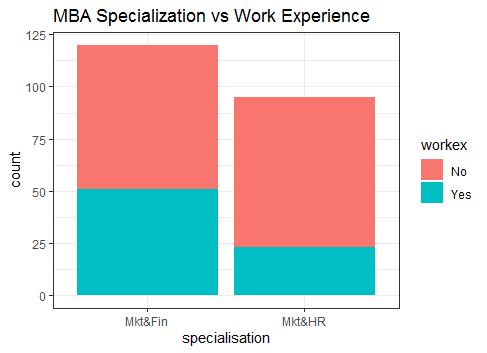 MBA Specialization vs Work Experience
125
100
75
50
25
0
count
Mkt&Fin
Mkt&HR
specialisation
workex
No
Yes